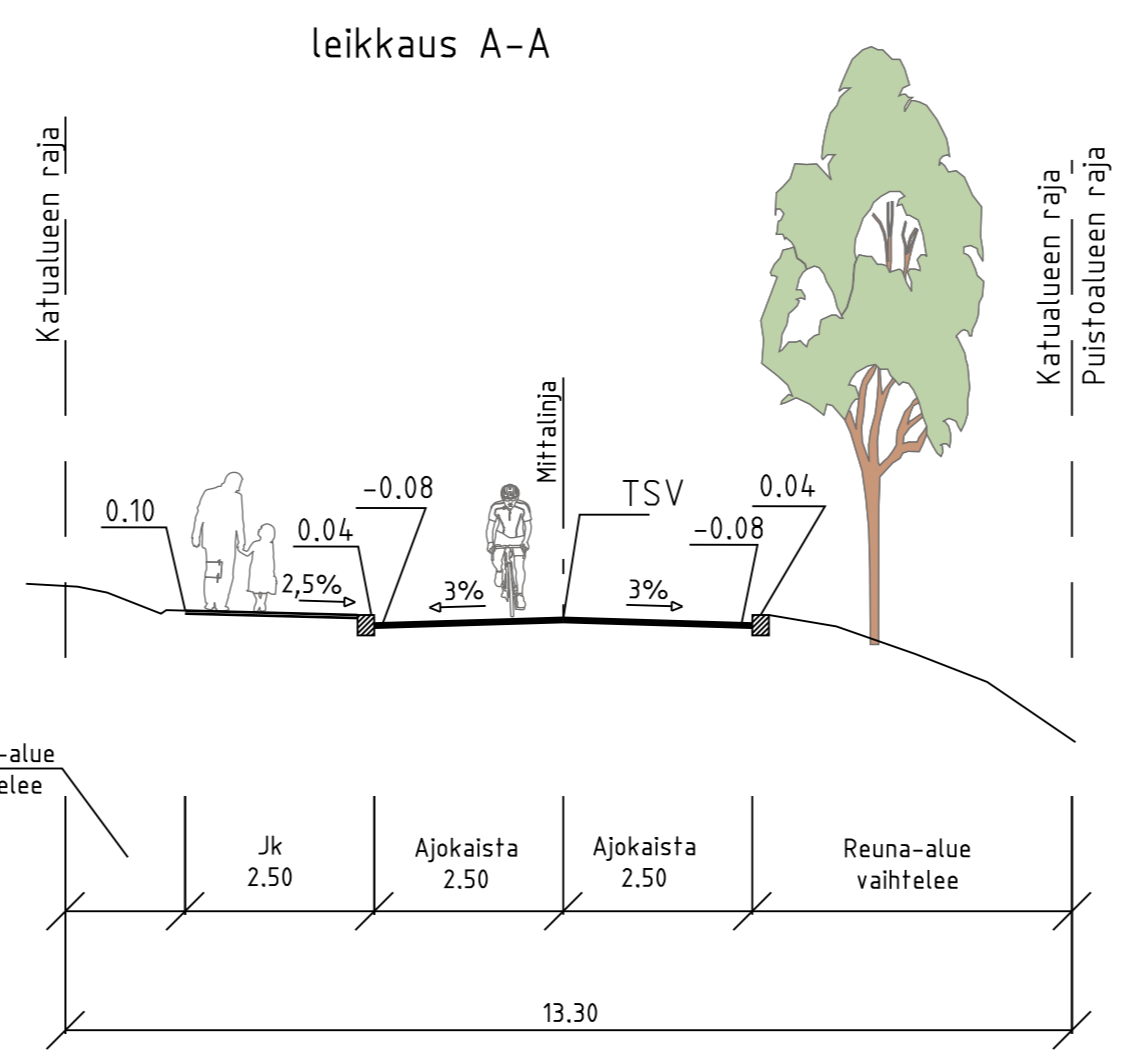 leikkaus A-A
Katualueen raja
Katualueen raja
Puistoalueen raja
Mittalinja
0.10
0.04
-0.08
TSV
-0.08
0.04
2,5%
3%
3%
-alue
elee
Jk
2.50
Ajokaista
2.50
Ajokaista
2.50
Reuna-alue
vaihtelee
13.30